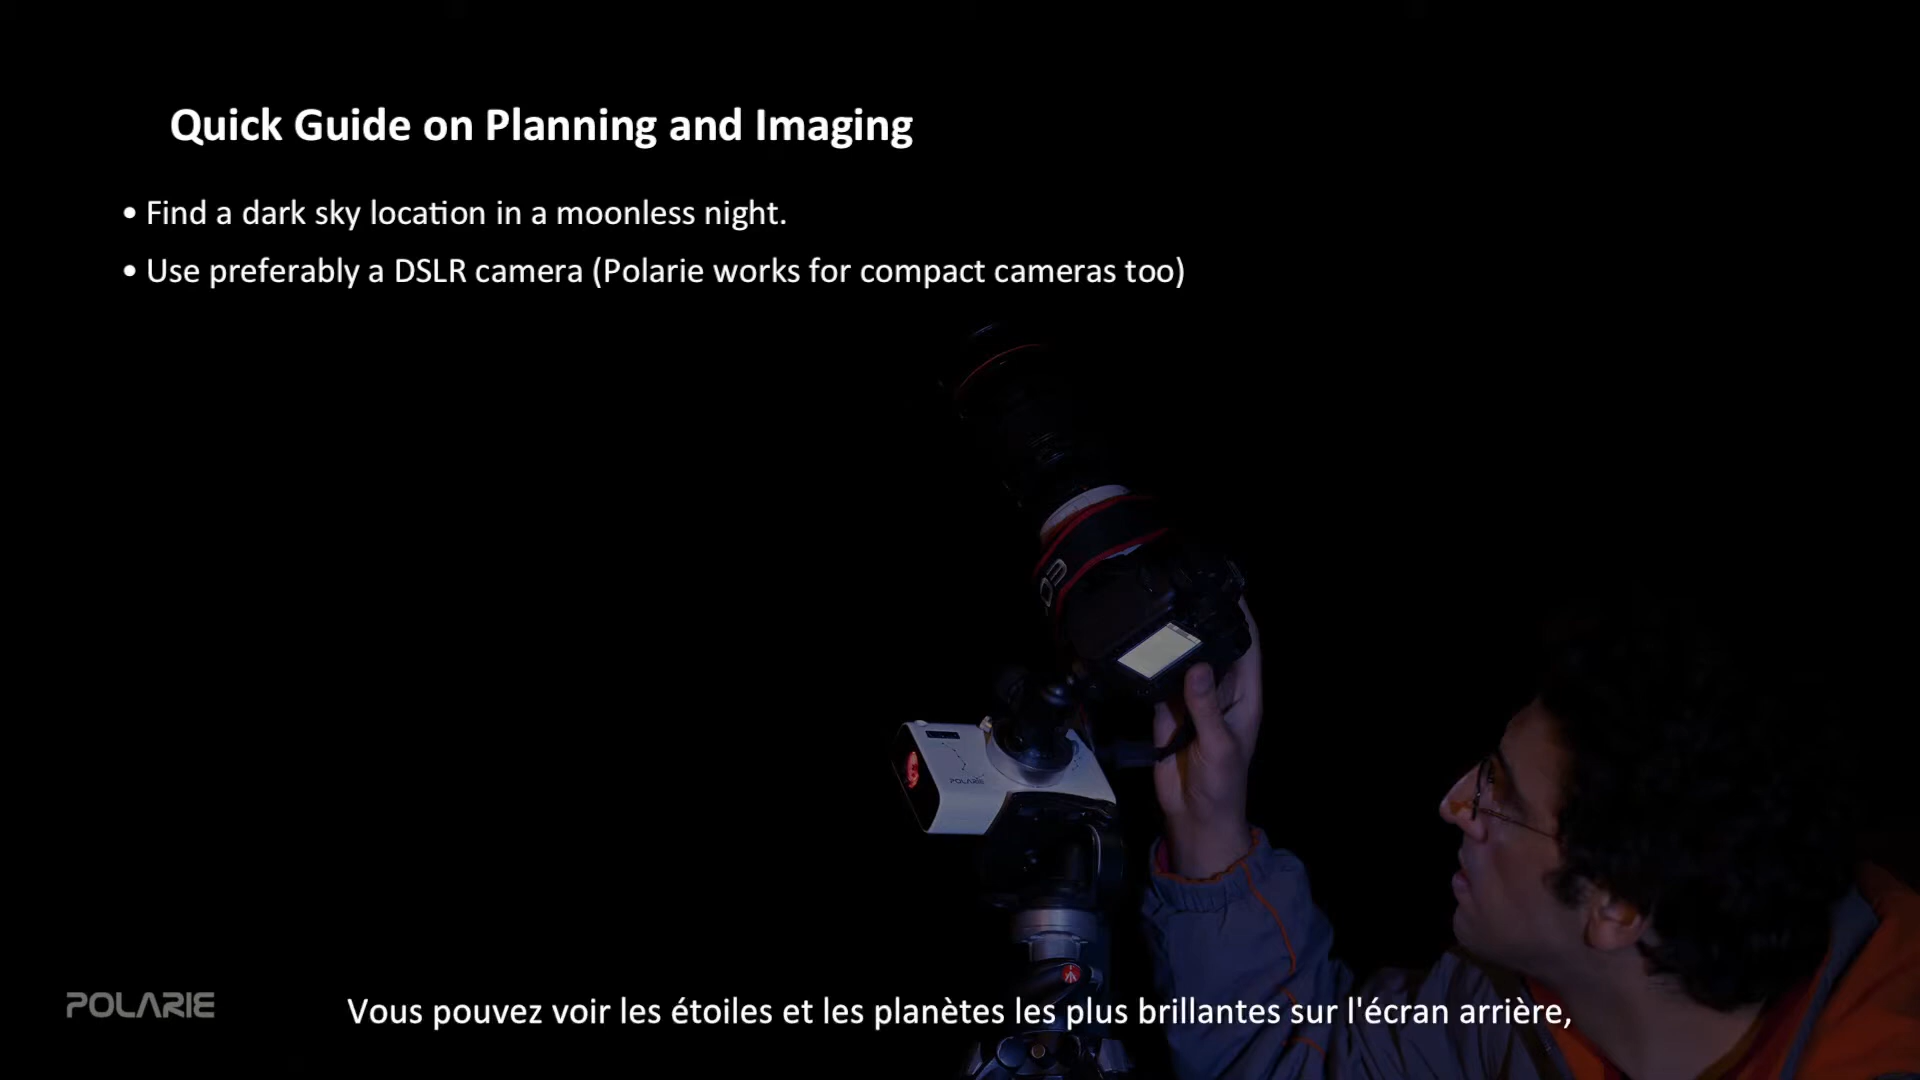 Quick Guide on Planning and Imaging
• Find a dark sky location in a moonless night.
• Use preferably a DSLR camera (Polarie works for compact cameras too)
POLARIE
POLARIE
Vous pouvez voir les étoiles et les planètes les plus brillantes sur l'écran arrière,